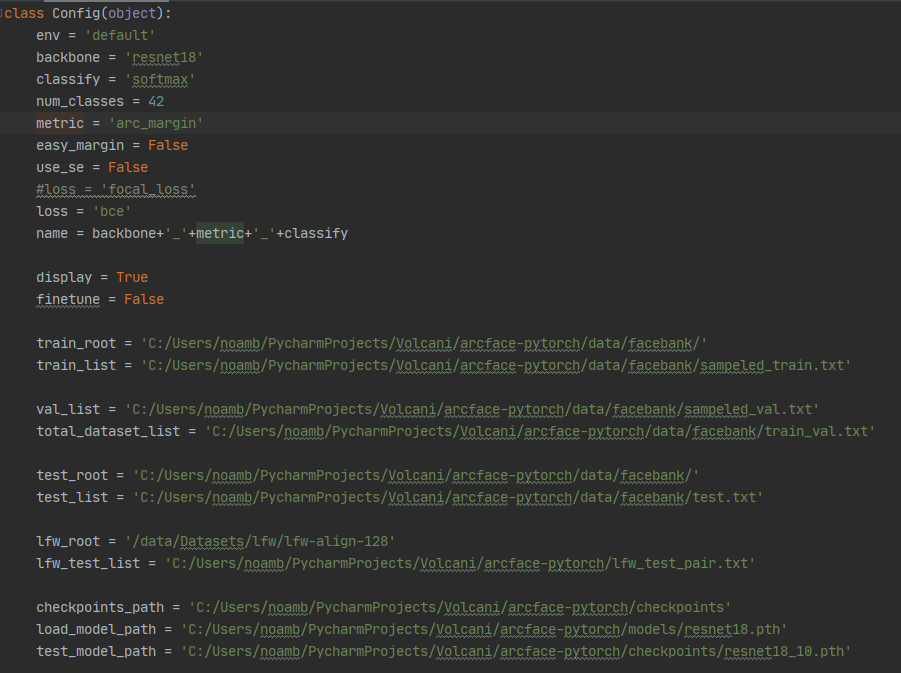 class Config(object):
    env = 'default'
    backbone = 'resnet18'
    classify = 'softmax'
    num_classes = 42
    metric = 'arc_margin'
    easy_margin = False
    use_se = False
    #loss = 'focal_loss'
    loss = 'bce'
    name = backbone+'_'+metric+'_'+classify

    display = True
    finetune = False

    train_root = 'C:/Users/noamb/PycharmProjects/Volcani/arcface-pytorch/data/facebank/'
    train_list = 'C:/Users/noamb/PycharmProjects/Volcani/arcface-pytorch/data/facebank/sampeled_train.txt'

    val_list = 'C:/Users/noamb/PycharmProjects/Volcani/arcface-pytorch/data/facebank/sampeled_val.txt'
    total_dataset_list = 'C:/Users/noamb/PycharmProjects/Volcani/arcface-pytorch/data/facebank/train_val.txt'

    test_root = 'C:/Users/noamb/PycharmProjects/Volcani/arcface-pytorch/data/facebank/'
    test_list = 'C:/Users/noamb/PycharmProjects/Volcani/arcface-pytorch/data/facebank/test.txt'

    lfw_root = '/data/Datasets/lfw/lfw-align-128'
    lfw_test_list = 'C:/Users/noamb/PycharmProjects/Volcani/arcface-pytorch/lfw_test_pair.txt'

    checkpoints_path = 'C:/Users/noamb/PycharmProjects/Volcani/arcface-pytorch/checkpoints'
    load_model_path = 'C:/Users/noamb/PycharmProjects/Volcani/arcface-pytorch/models/resnet18.pth'
    test_model_path = 'C:/Users/noamb/PycharmProjects/Volcani/arcface-pytorch/checkpoints/resnet18_10.pth'